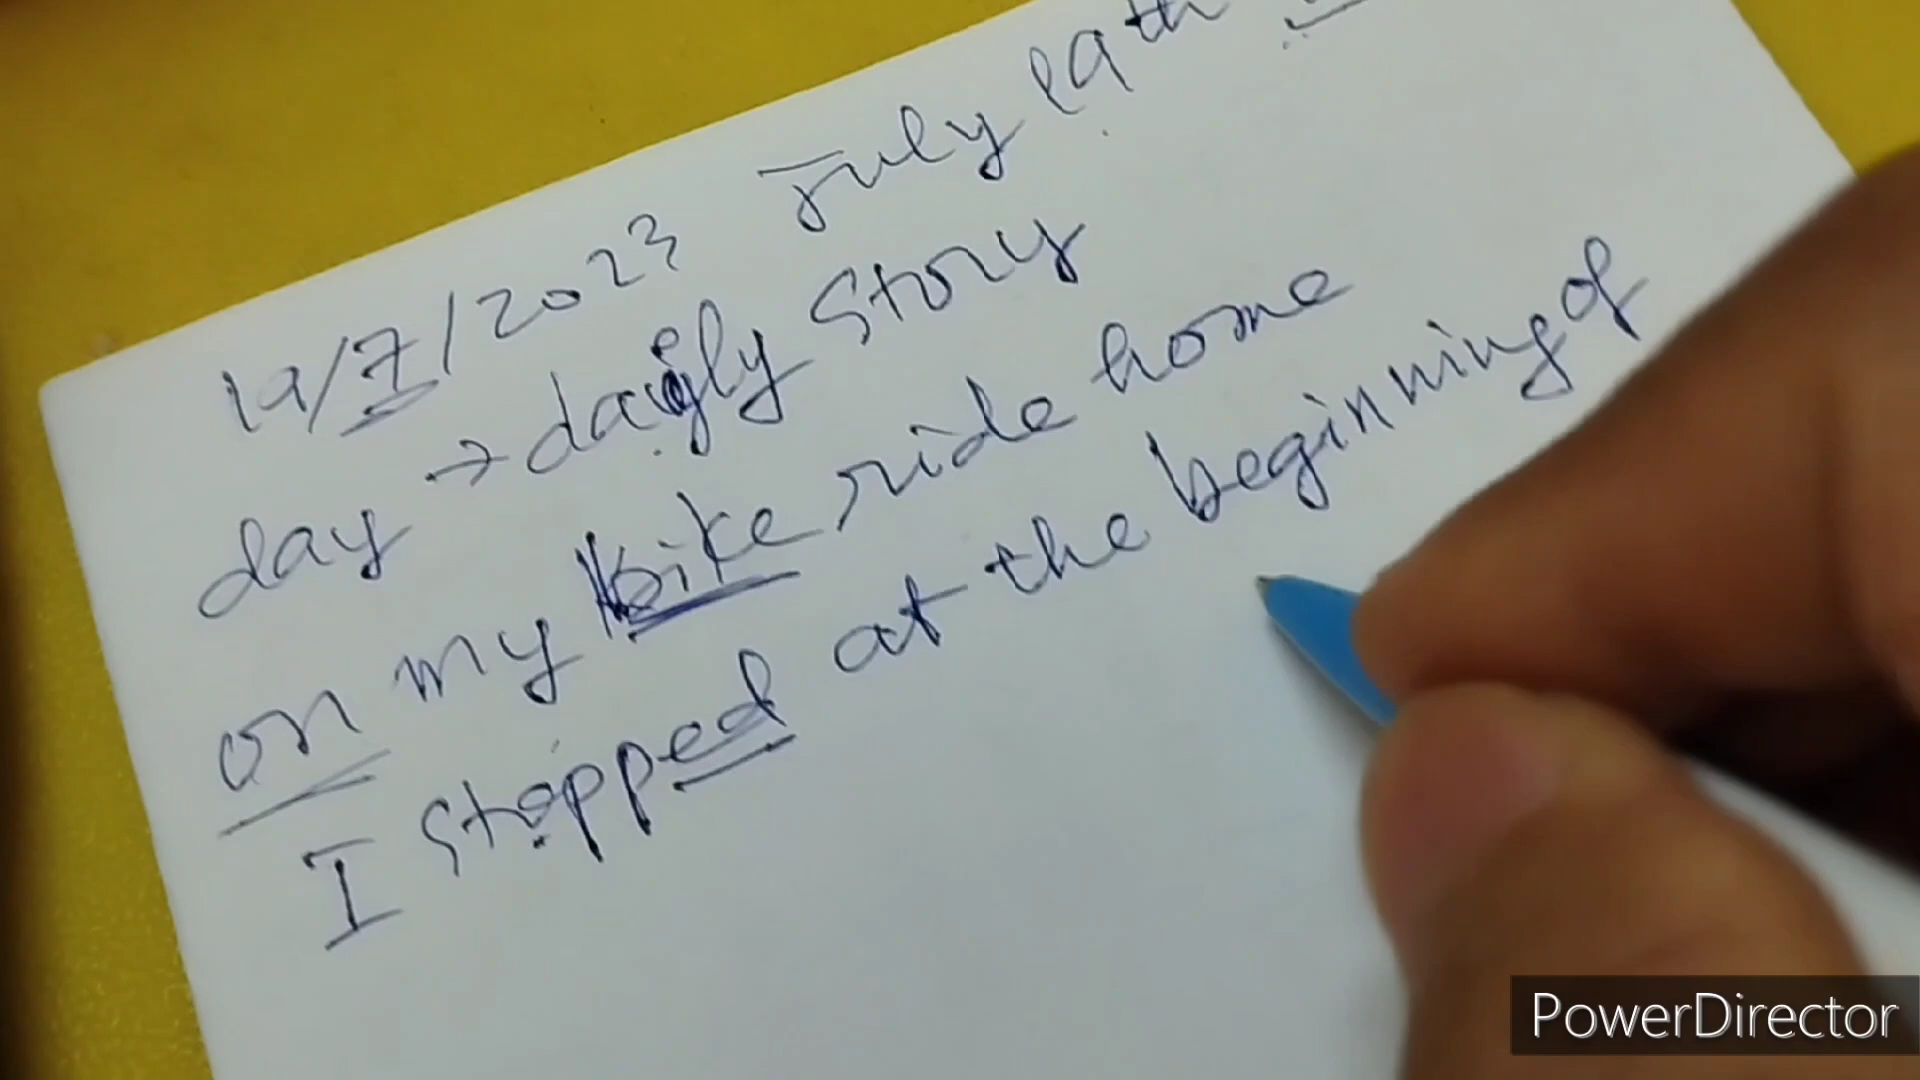 19/7/2023 July 19th
day → daily story
on my bike ride home
I stopped at the beginning of
PowerDirector